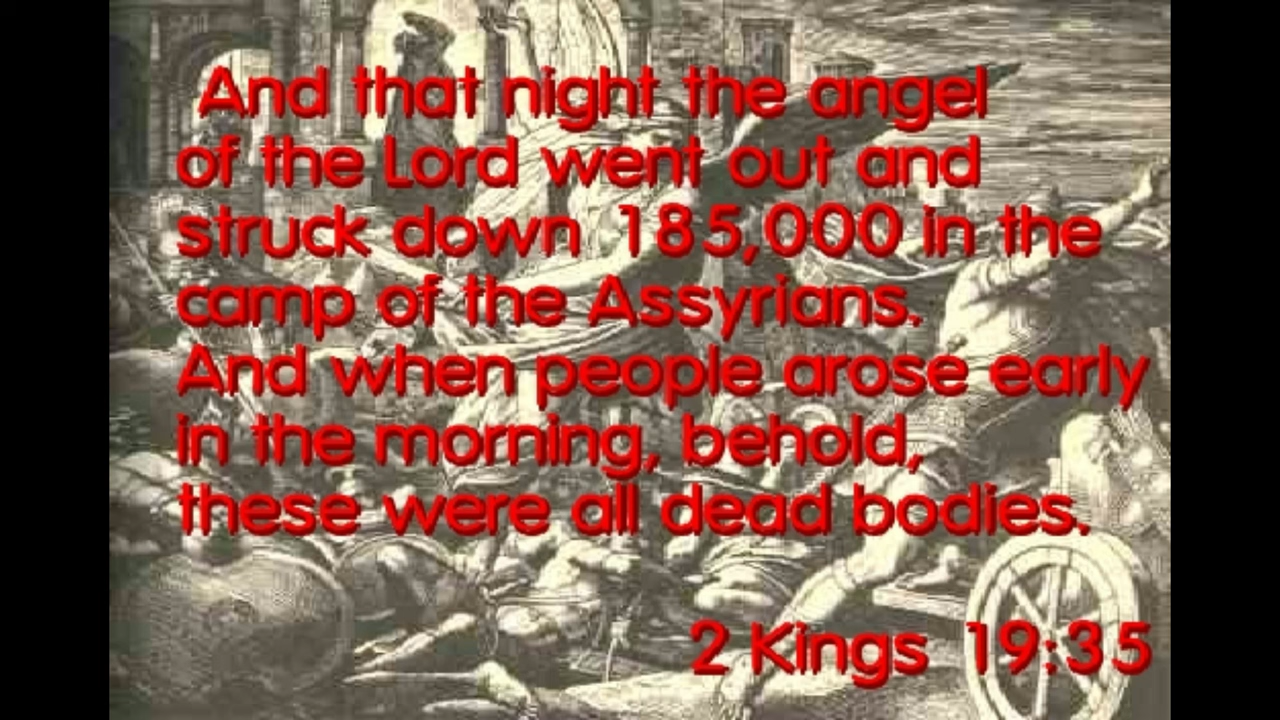 And that night the angel
of the Lord went out and
struck down 185,000 in the
camp of the Assyrians.
And when people arose early
in the morning, behold,
these were all dead bodies.
2 Kings 19:35